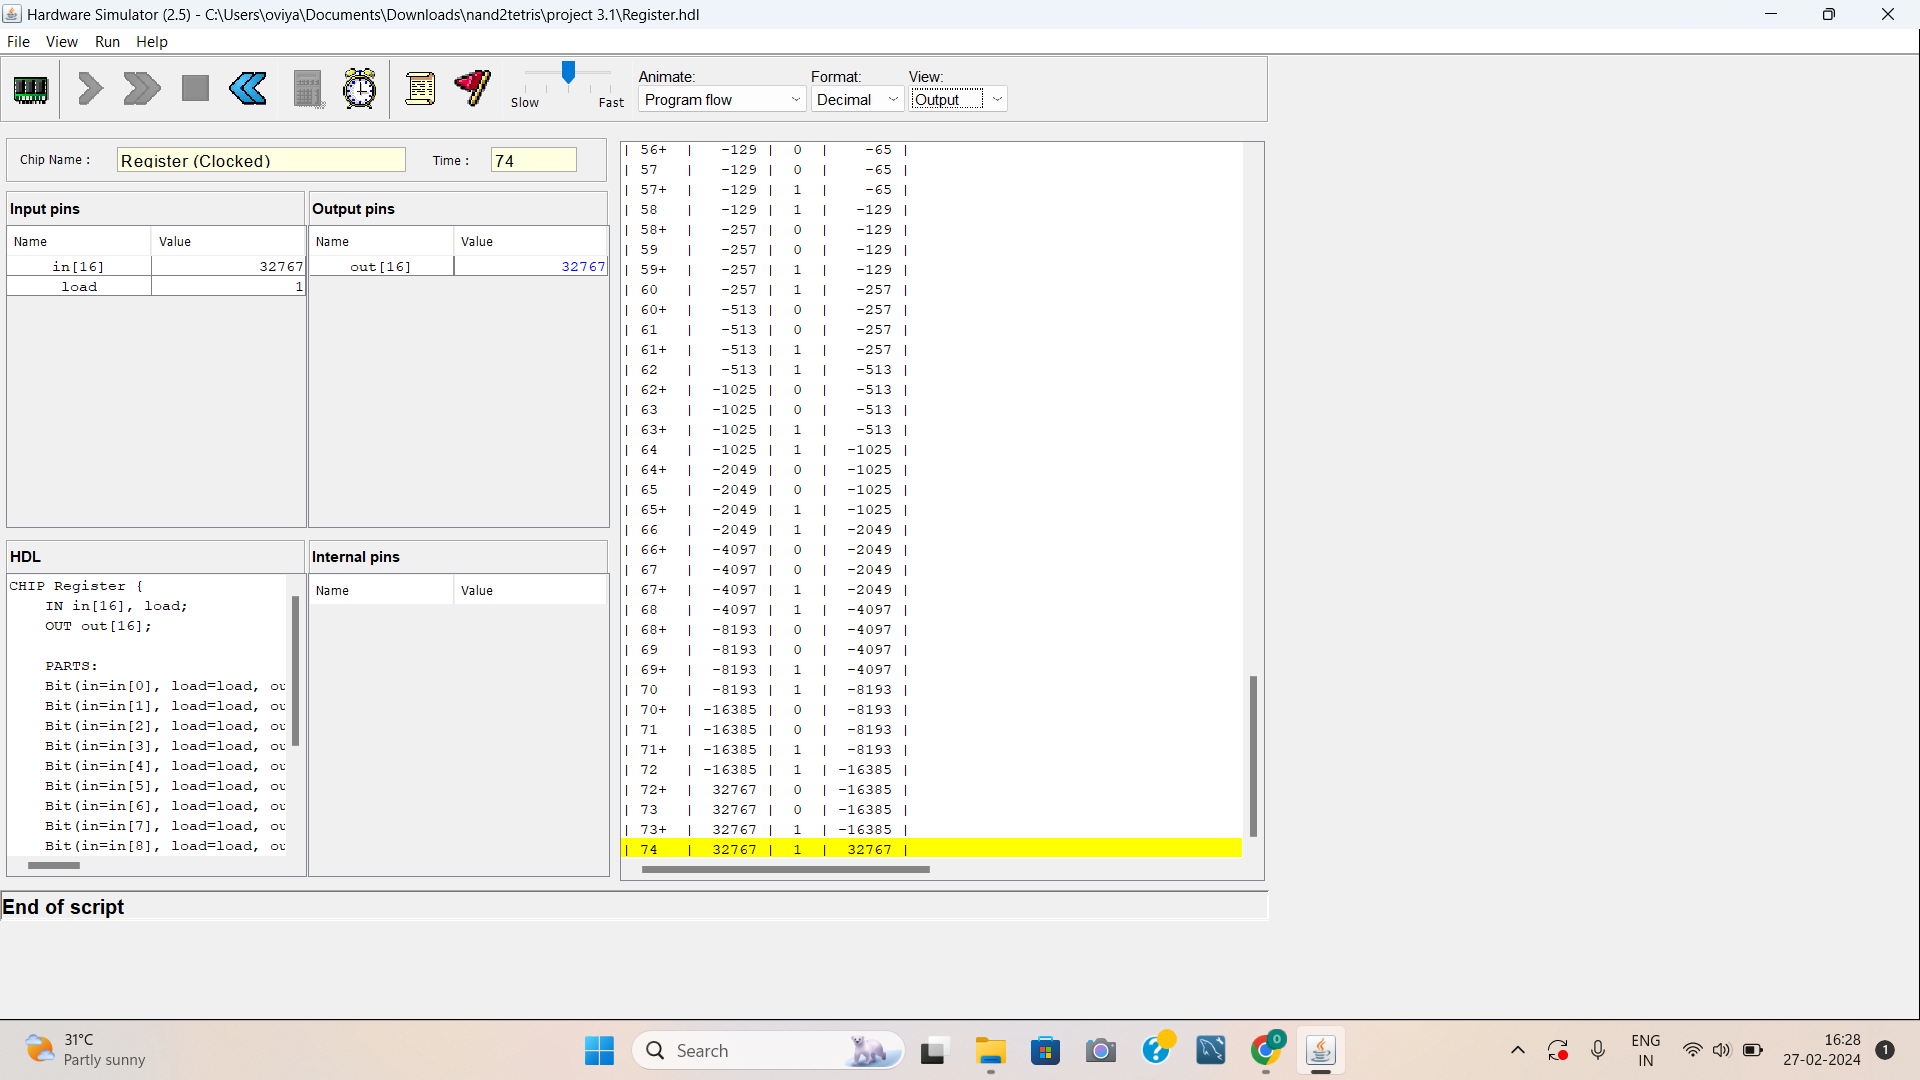 Hardware Simulator (2.5) - C:\Users\oviya\Documents\Downloads\nand2tetris\project 3.1\Register.hdl
File View Run Help
Slow Fast
Animate: Format: View:
Program flow Decimal Output
Chip Name : Register (Clocked) Time : 74
Input pins
Name Value
in[16] 32767
load 1
Output pins
Name Value
out[16] 32767
HDL
CHIP Register {
IN in[16], load;
OUT out[16];
PARTS:
Bit(in=in[0], load=load, ou
Bit(in=in[1], load=load, ou
Bit(in=in[2], load=load, ou
Bit(in=in[3], load=load, ou
Bit(in=in[4], load=load, ou
Bit(in=in[5], load=load, ou
Bit(in=in[6], load=load, ou
Bit(in=in[7], load=load, ou
Bit(in=in[8], load=load, ou
Internal pins
Name Value
| 56+ | -129 | 0 | -65 |
| 57 | -129 | 0 | -65 |
| 57+ | -129 | 1 | -65 |
| 58 | -129 | 1 | -129 |
| 58+ | -257 | 0 | -129 |
| 59 | -257 | 0 | -129 |
| 59+ | -257 | 1 | -129 |
| 60 | -257 | 1 | -257 |
| 60+ | -513 | 0 | -257 |
| 61 | -513 | 0 | -257 |
| 61+ | -513 | 1 | -257 |
| 62 | -513 | 1 | -513 |
| 62+ | -1025 | 0 | -513 |
| 63 | -1025 | 0 | -513 |
| 63+ | -1025 | 1 | -513 |
| 64 | -1025 | 1 | -1025 |
| 64+ | -2049 | 0 | -1025 |
| 65 | -2049 | 0 | -1025 |
| 65+ | -2049 | 1 | -1025 |
| 66 | -2049 | 1 | -2049 |
| 66+ | -4097 | 0 | -2049 |
| 67 | -4097 | 0 | -2049 |
| 67+ | -4097 | 1 | -2049 |
| 68 | -4097 | 1 | -4097 |
| 68+ | -8193 | 0 | -4097 |
| 69 | -8193 | 0 | -4097 |
| 69+ | -8193 | 1 | -4097 |
| 70 | -8193 | 1 | -8193 |
| 70+ | -16385 | 0 | -8193 |
| 71 | -16385 | 0 | -8193 |
| 71+ | -16385 | 1 | -8193 |
| 72 | -16385 | 1 | -16385 |
| 72+ | 32767 | 0 | -16385 |
| 73 | 32767 | 0 | -16385 |
| 73+ | 32767 | 1 | -16385 |
| 74 | 32767 | 1 | 32767 |
End of script
31°C
Partly sunny
Search
O
ENG
IN
16:28
27-02-2024
1